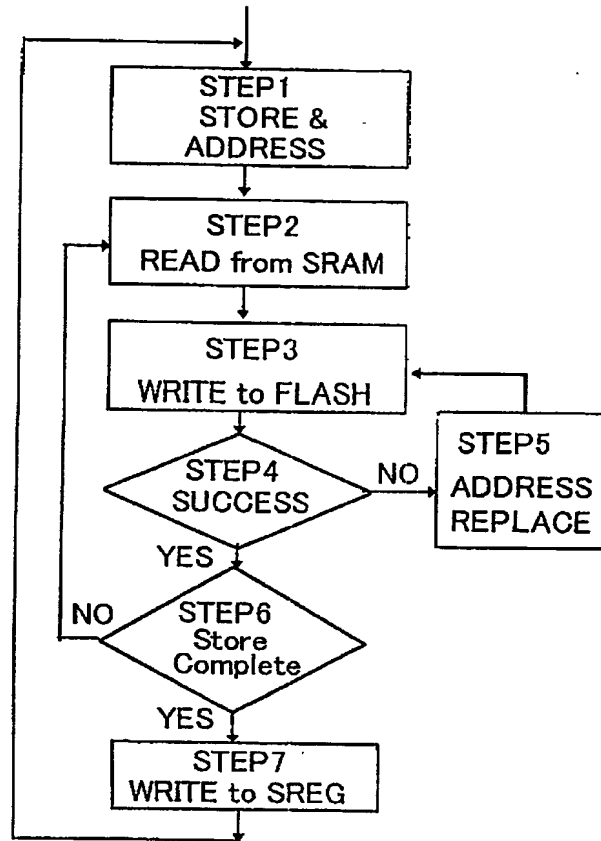 STEP1
STORE &
ADDRESS
STEP2
READ from SRAM
STEP3
WRITE to FLASH
STEP4
SUCCESS
NO
STEP5
ADDRESS
REPLACE
YES
NO
STEP6
Store
Complete
YES
STEP7
WRITE to SREG